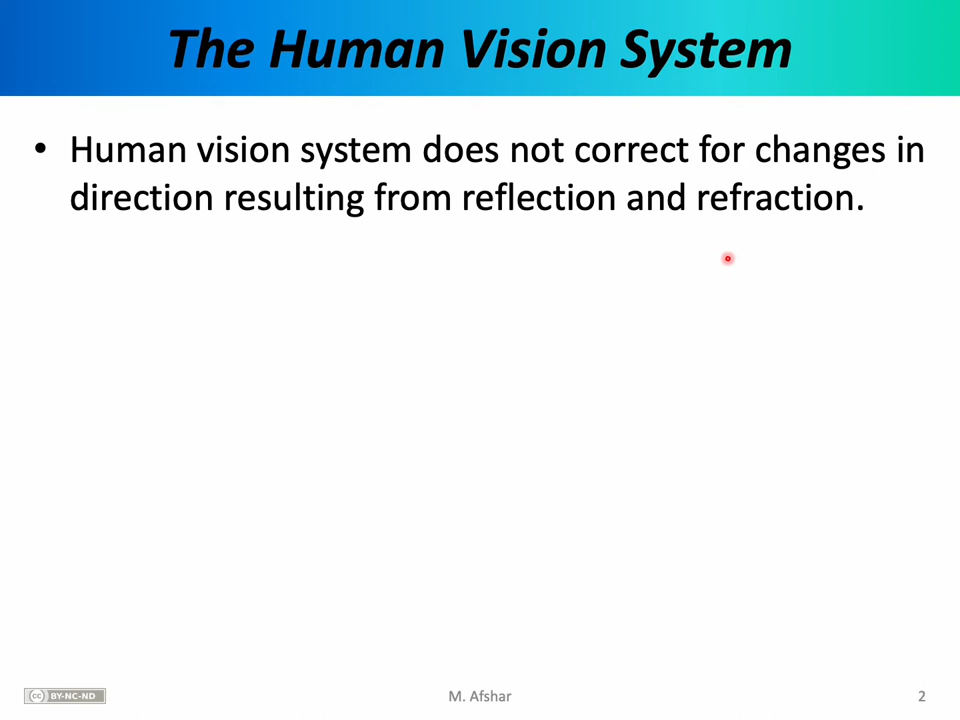 The Human Vision System
• Human vision system does not correct for changes in
direction resulting from reflection and refraction.
cc BY-NC-ND
M. Afshar
2